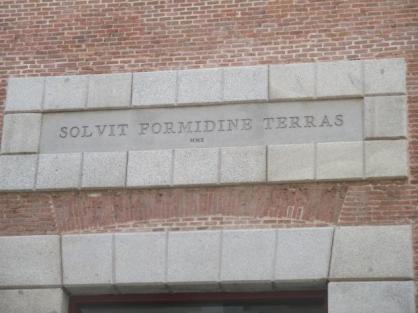 SOLVIT FORMIDINE TERRAS
MMX